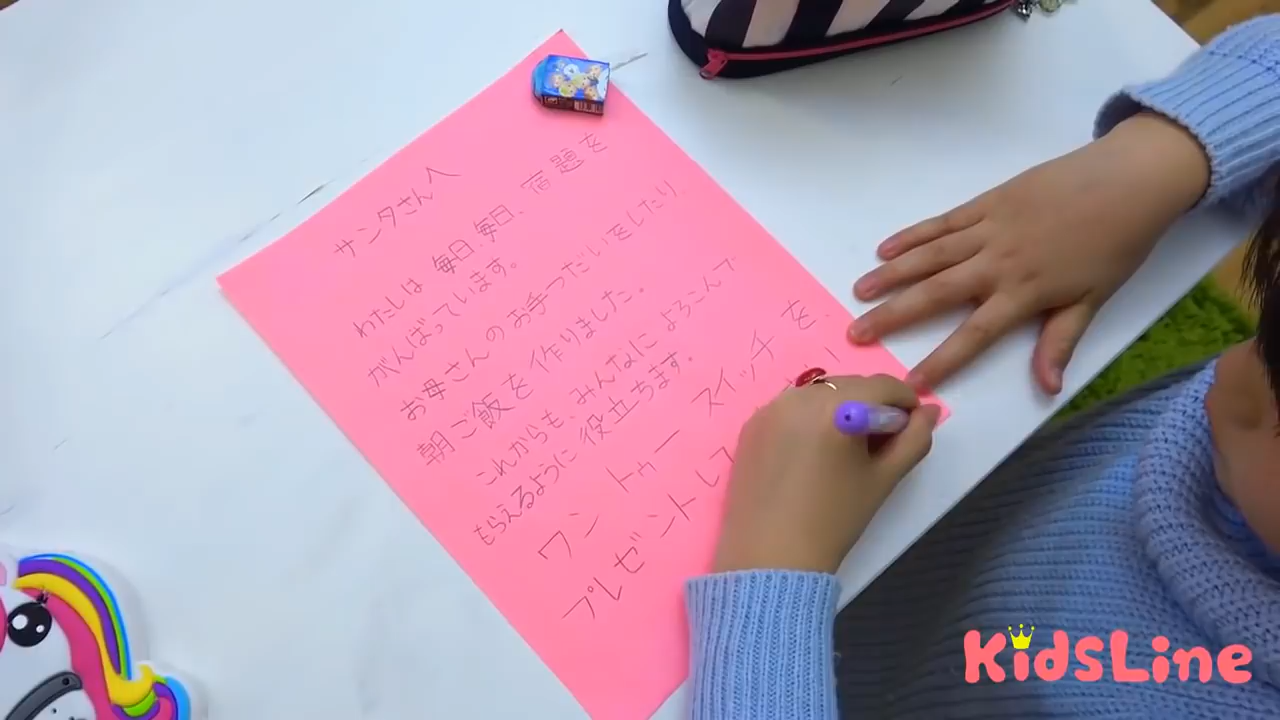 サンタさんへ
わたしは 毎日、毎日、宿題を
がんばっています。
お母さんのお手つだいをしたり
朝ご飯を作りました。
これからも、みんなによろこんで
もらえるように役立ちます。
ワン トゥー スイッチを、
プレゼントし
KidsLine